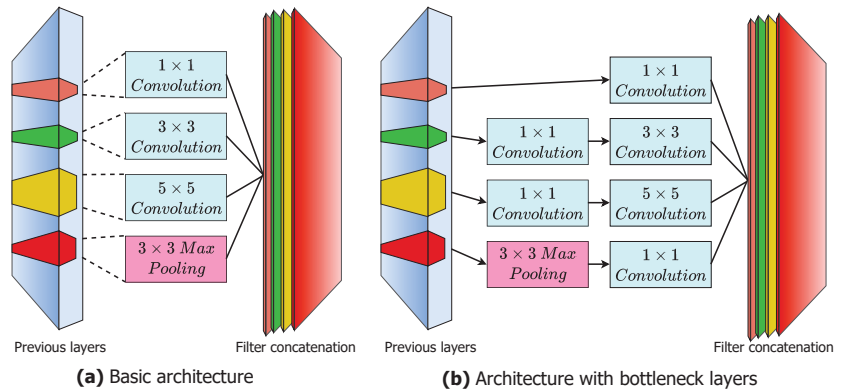 1 × 1
Convolution
3 × 3
Convolution
5 × 5
Convolution
3 × 3 Max
Pooling
Previous layers
Filter concatenation
(a) Basic architecture
1 × 1
Convolution
1 × 1
Convolution
3 × 3
Convolution
1 × 1
Convolution
5 × 5
Convolution
3 × 3 Max
Pooling
1 × 1
Convolution
Previous layers
Filter concatenation
(b) Architecture with bottleneck layers